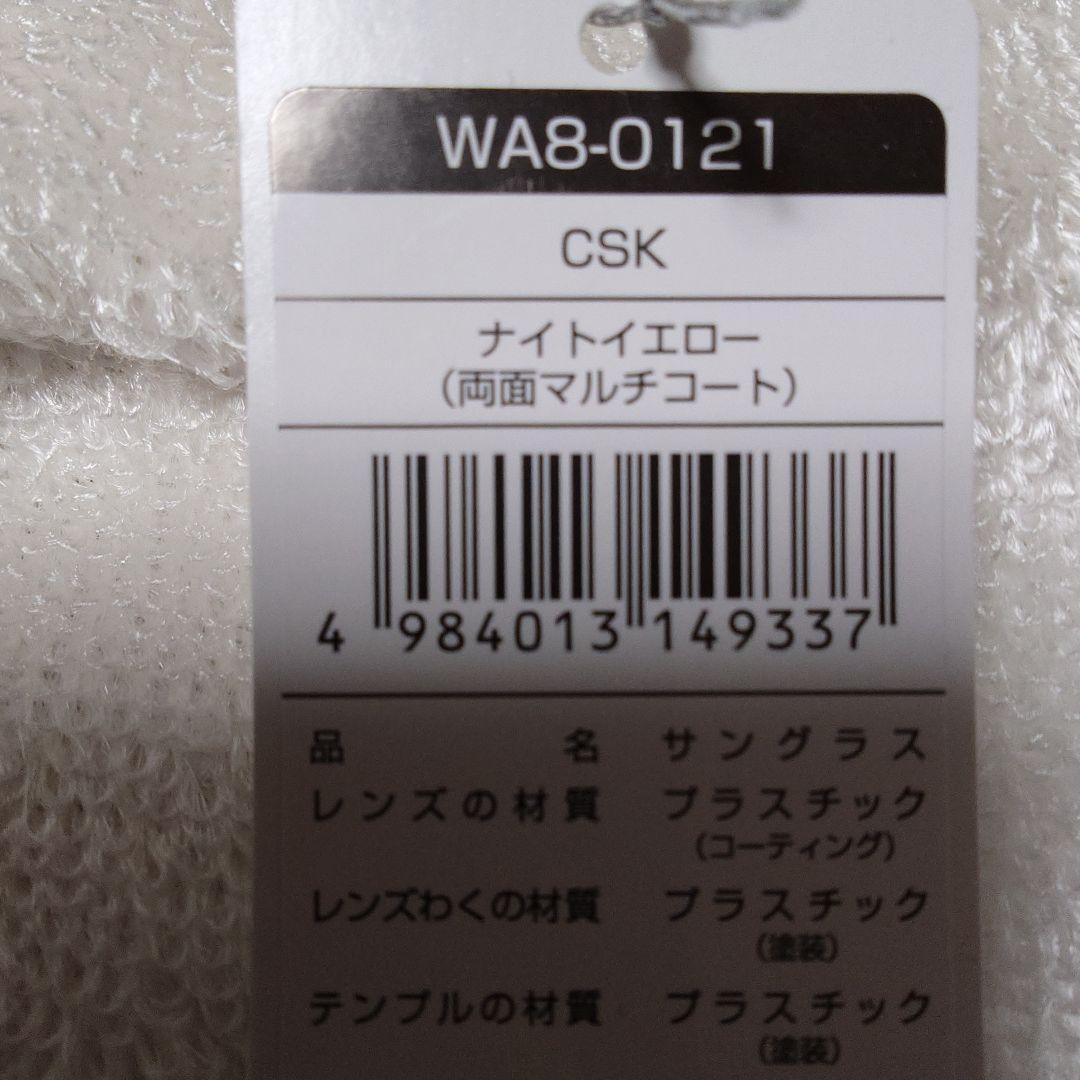 WA8-0121
CSK
ナイトイエロー
（両面マルチコート）
4 984013 149337
品名 サングラス
レンズの材質 プラスチック
（コーティング）
レンズわくの材質 プラスチック
（塗装）
テンプルの材質 プラスチック
（塗装）